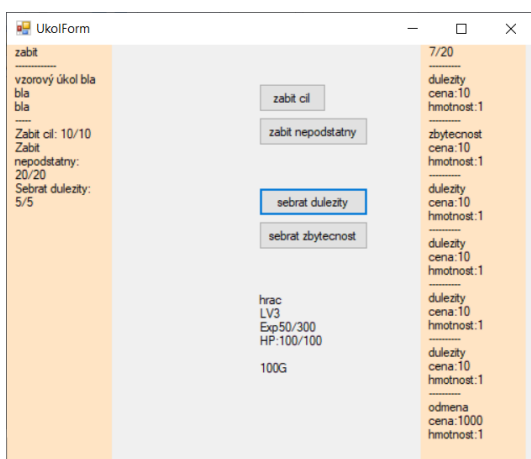 UkolForm
zabit
-------------
vzorový úkol bla
bla
bla
-----
Zabit cil: 10/10
Zabit
nepodstatny:
20/20
Sebrat dulezity:
5/5
zabit cil
zabit nepodstatny
sebrat dulezity
sebrat zbytecnost
hrac
LV3
Exp50/300
HP:100/100
100G
7/20
----------
dulezity
cena:10
hmotnost:1
----------
zbytecnost
cena:10
hmotnost:1
----------
dulezity
cena:10
hmotnost:1
----------
dulezity
cena:10
hmotnost:1
----------
dulezity
cena:10
hmotnost:1
----------
dulezity
cena:10
hmotnost:1
----------
odmena
cena:1000
hmotnost:1